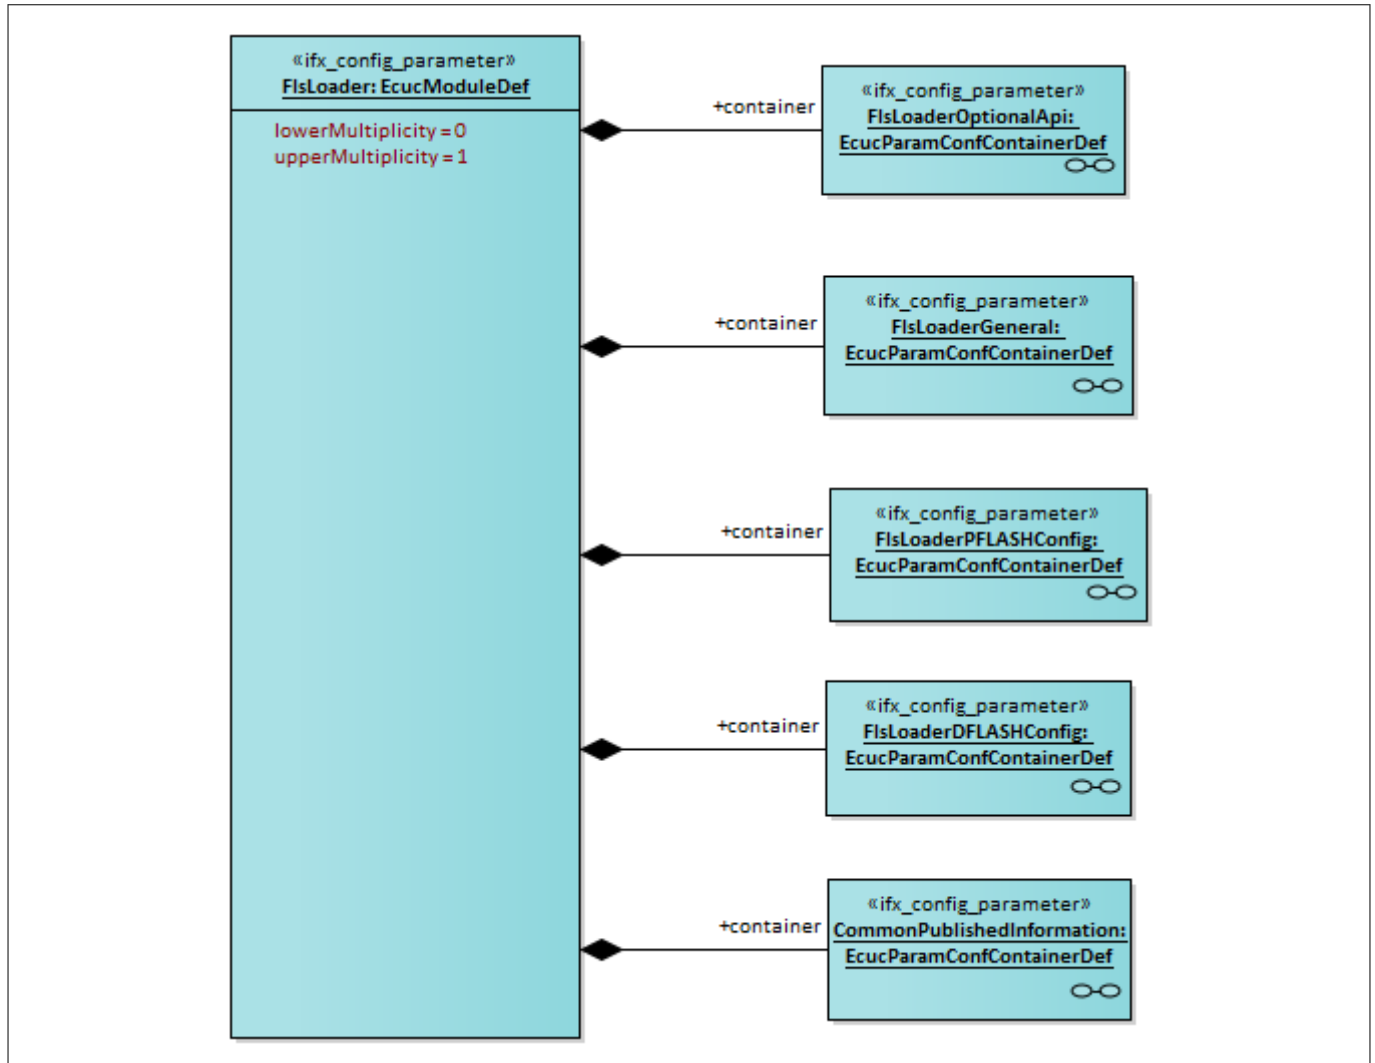 «ifx_config_parameter»
FlsLoader: EcucModuleDef
lowerMultiplicity = 0
upperMultiplicity = 1
+container
«ifx_config_parameter»
FlsLoaderOptionalApi:
EcucParamConfContainerDef
+container
«ifx_config_parameter»
FlsLoaderGeneral:
EcucParamConfContainerDef
+container
«ifx_config_parameter»
FlsLoaderPFLASHConfig:
EcucParamConfContainerDef
+container
«ifx_config_parameter»
FlsLoaderDFLASHConfig:
EcucParamConfContainerDef
+container
«ifx_config_parameter»
CommonPublishedInformation:
EcucParamConfContainerDef